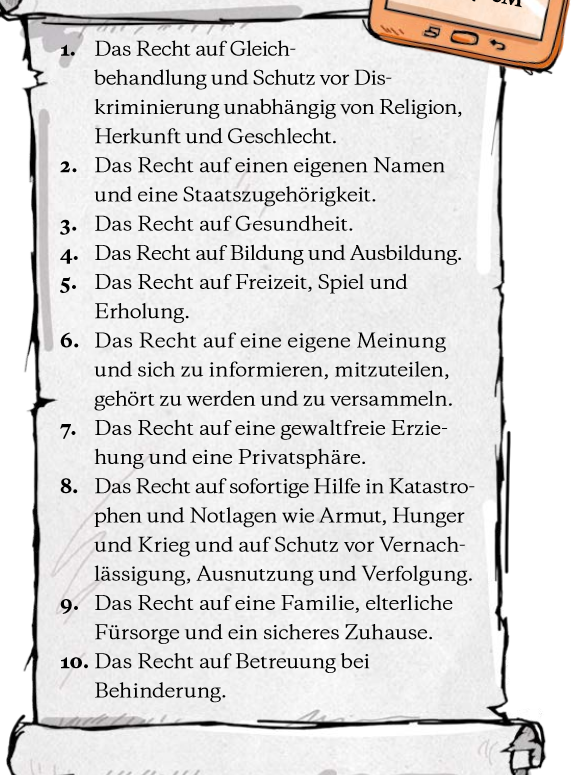 1. Das Recht auf Gleich-
behandlung und Schutz vor Dis-
kriminierung unabhängig von Religion,
Herkunft und Geschlecht.
2. Das Recht auf einen eigenen Namen
und eine Staatszugehörigkeit.
3. Das Recht auf Gesundheit.
4. Das Recht auf Bildung und Ausbildung.
5. Das Recht auf Freizeit, Spiel und
Erholung.
6. Das Recht auf eine eigene Meinung
und sich zu informieren, mitzuteilen,
gehört zu werden und zu versammeln.
7. Das Recht auf eine gewaltfreie Erzie-
hung und eine Privatsphäre.
8. Das Recht auf sofortige Hilfe in Katastro-
phen und Notlagen wie Armut, Hunger
und Krieg und auf Schutz vor Vernach-
lässigung, Ausnutzung und Verfolgung.
9. Das Recht auf eine Familie, elterliche
Fürsorge und ein sicheres Zuhause.
10. Das Recht auf Betreuung bei
Behinderung.